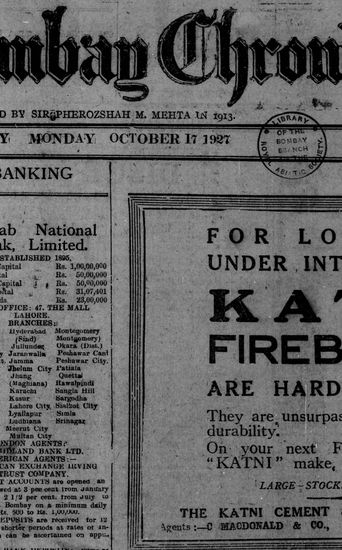 mbay Chron
D BY SIR PHEROZSHAH M. MEHTA IN 1913.
Y MONDAY OCTOBER 17 1927
LIBRARY
OF THE
BOMBAY
BRANCH
ROYAL ASIATIC SOCIETY
BANKING
ab National
nk, Limited.
ESTABLISHED 1895.
Capital Rs. 1,00,00,000
tal Rs. 50,00,000
Capital Rs. 50,00,000
Rs. 31,07,401
ds. Rs. 23,00,000
OFFICE: 47. THE MALL
LAHORE.
BRANCHES:
Hyderabad Montgomery
(Sind) Montgomery)
Jullundur Okara (Dist.)
y Jaranwalla Peshawar Cant
t. Jammu Peshawar City.
Jhelum City Patiala
Jhang Quetta
(Maghiana) Rawalpindi
Karachi Sangla Hill
Kasur Sargodha
Lahore City, Sialkot City
Lyallpur Simla
Ludhiana Srinagar
Meerut City
Multan City
ONDON AGENTS:
MIDLAND BANK LTD.
ERICAN AGENTS:—
CAN EXCHANGE IRVING
TRUST COMPANY.
T ACCOUNTS are opened an
wed at 3 per cent from January
2 1/2 per cent. from July to
Bombay on a minimum daily
Rs. 500 to Rs. 1,00,000.
DEPOSITS are received for 12
shorter periods at rates of in
can be ascertained on appli
FOR LO
UNDER INT
KAT
FIREB
ARE HARD
They are unsurpas
durability.
On your next F
"KATNI" make,
LARGE-STOCK
THE KATNI CEMENT
Agents :—C MACDONALD & CO.,